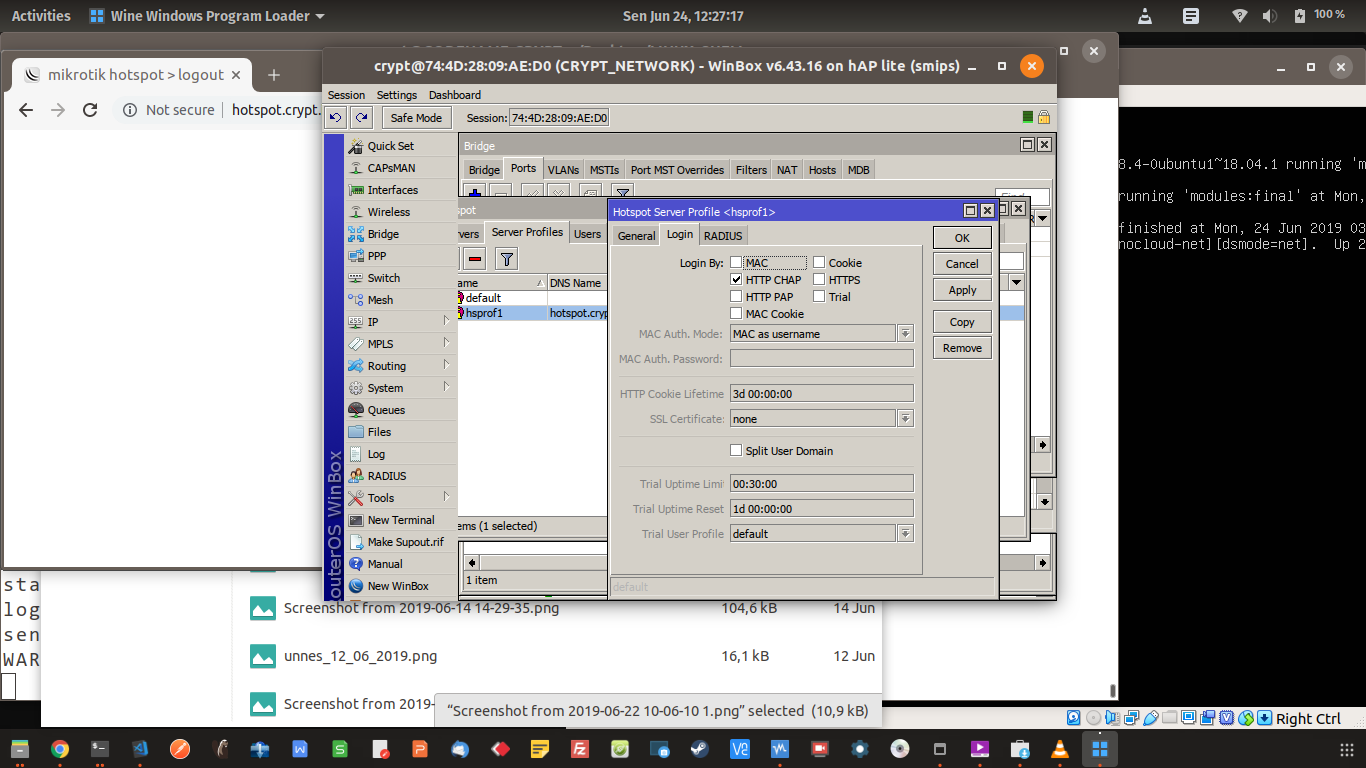 Activities Wine Windows Program Loader Sen Jun 24, 12:27:17 100 %
mikrotik hotspot > logout
Not secure hotspot.crypt.
crypt@74:4D:28:09:AE:D0 (CRYPT_NETWORK) - WinBox v6.43.16 on hAP lite (smips)
Session Settings Dashboard
Safe Mode Session: 74:4D:28:09:AE:D0
Quick Set
CAPsMAN
Interfaces
Wireless
Bridge
PPP
Switch
Mesh
IP
MPLS
Routing
System
Queues
Files
Log
RADIUS
Tools
New Terminal
Make Supout.rif
Manual
New WinBox
outerOS WinBox
Bridge
Bridge Ports VLANs MSTIs Port MST Overrides Filters NAT Hosts MDB
Find
spot
rvers Server Profiles Users
ame DNS Name
default
hsprof1 hotspot.cryp
ems (1 selected)
1 item
Hotspot Server Profile <hsprof1>
General Login RADIUS
Login By: MAC Cookie
HTTP CHAP HTTPS
HTTP PAP Trial
MAC Cookie
MAC Auth. Mode: MAC as username
MAC Auth. Password:
HTTP Cookie Lifetime 3d 00:00:00
SSL Certificate: none
Split User Domain
Trial Uptime Limi 00:30:00
Trial Uptime Reset 1d 00:00:00
Trial User Profile default
default
OK
Cancel
Apply
Copy
Remove
8.4-0ubuntu1~18.04.1 running 'm
running 'modules:final' at Mon,
finished at Mon, 24 Jun 2019 03
nocloud-net][dsmode=net]. Up 2
sta
log
sen
WAR
Screenshot from 2019-06-14 14-29-35.png 104,6 kB 14 Jun
unnes_12_06_2019.png 16,1 kB 12 Jun
Screenshot from 2019-
“Screenshot from 2019-06-22 10-06-10 1.png” selected (10,9 kB)
Right Ctrl